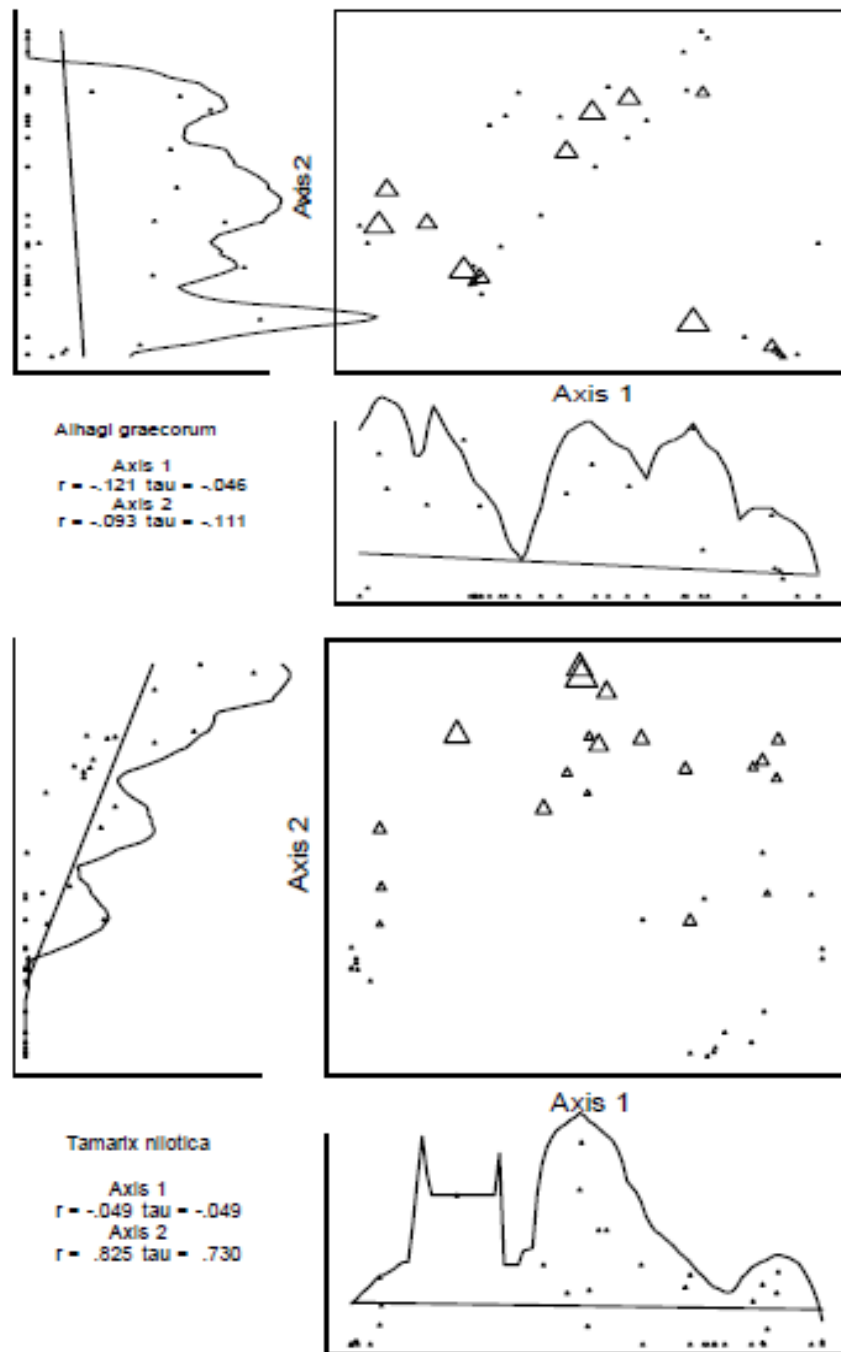 Axis 2
Axis 1
Alhagi graecorum
Axis 1
r = -.121 tau = -.046
Axis 2
r = -.093 tau = -.111
Axis 2
Axis 1
Tamarix nilotica
Axis 1
r = -.049 tau = -.049
Axis 2
r = .825 tau = .730